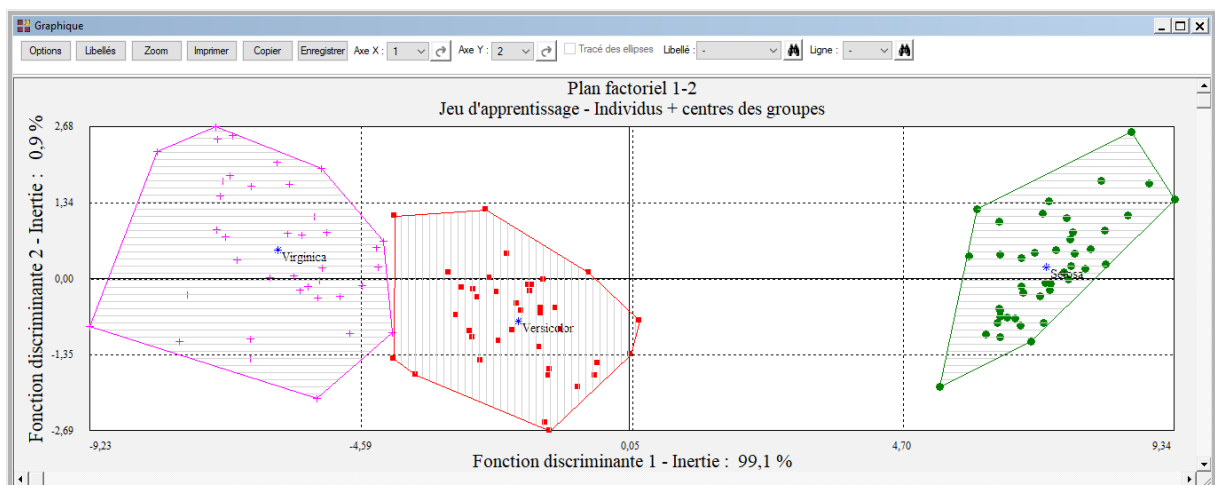 Graphique
Options Libellés Zoom Imprimer Copier Enregistrer Axe X : 1 Axe Y : 2 Tracé des ellipses Libellé : - Ligne : -
Plan factoriel 1-2
Jeu d'apprentissage - Individus + centres des groupes
Fonction discriminante 2 - Inertie : 0,9 %
2,68
1,34
0,00
-1,35
-2,69
Virginica
Versicolor
Setosa
-9,23 -4,59 0,05 4,70 9,34
Fonction discriminante 1 - Inertie : 99,1 %